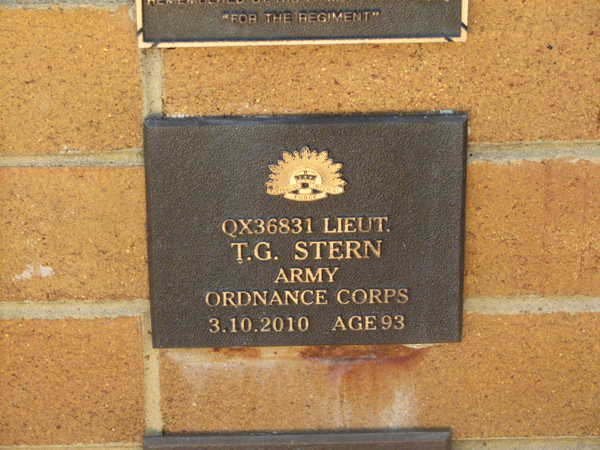 "FOR THE REGIMENT"
QX36831 LIEUT.
T.G. STERN
ARMY
ORDNANCE CORPS
3.10.2010 AGE 93